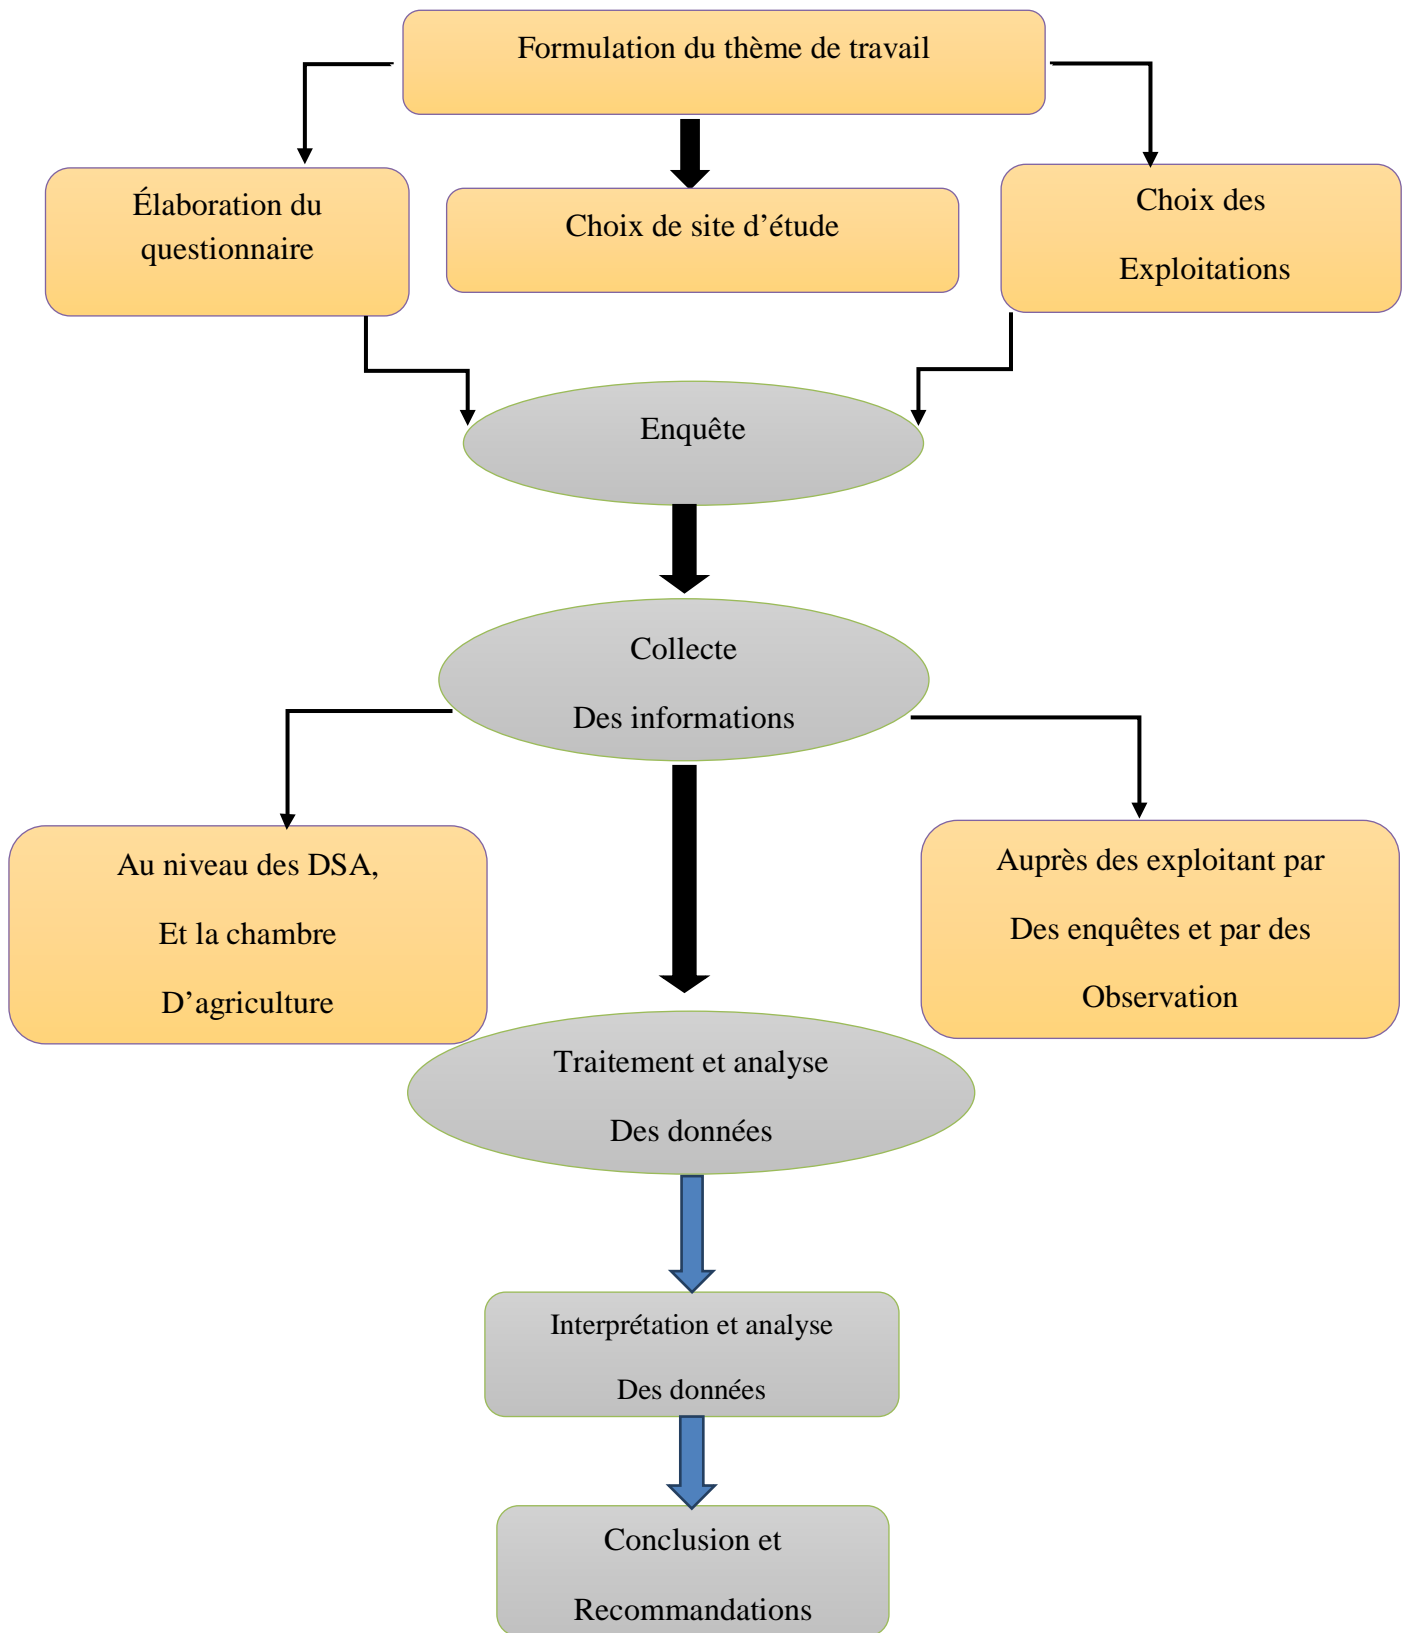 Formulation du thème de travail
Élaboration du
questionnaire
Choix de site d’étude
Choix des
Exploitations
Enquête
Collecte
Des informations
Au niveau des DSA,
Et la chambre
D’agriculture
Auprès des exploitant par
Des enquêtes et par des
Observation
Traitement et analyse
Des données
Interprétation et analyse
Des données
Conclusion et
Recommandations